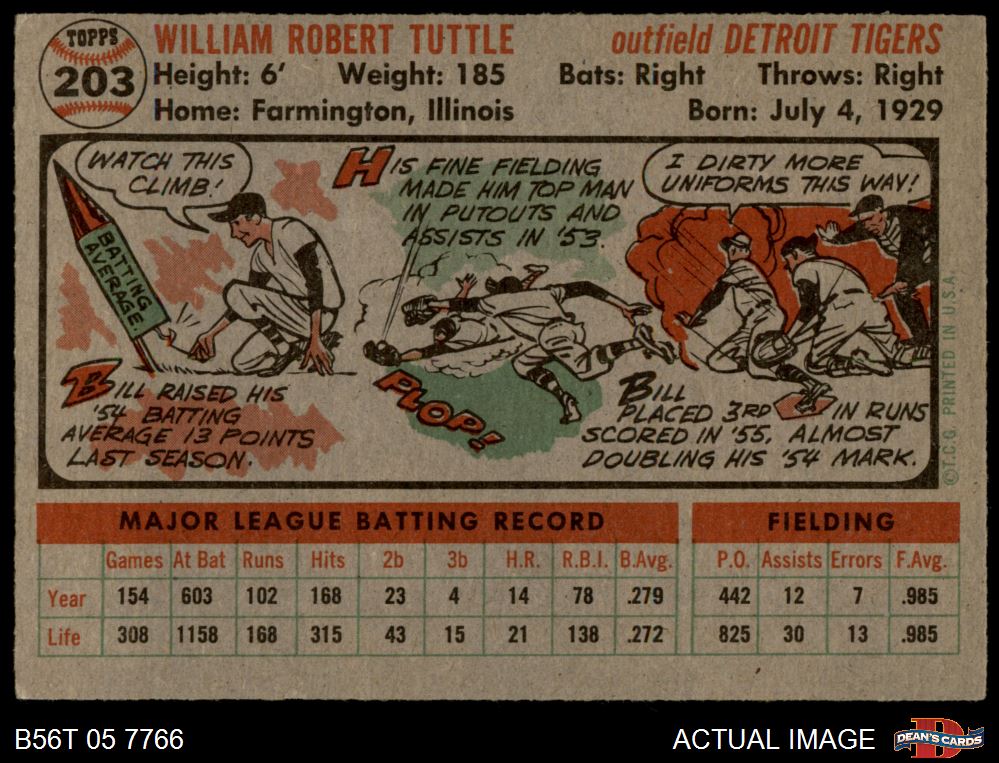 TOPPS
203
WILLIAM ROBERT TUTTLE outfield DETROIT TIGERS
Height: 6' Weight: 185 Bats: Right Throws: Right
Home: Farmington, Illinois Born: July 4, 1929
WATCH THIS
CLIMB!
BATTING
AVERAGE
BILL RAISED HIS
'54 BATTING
AVERAGE 13 POINTS
LAST SEASON.
HIS FINE FIELDING
MADE HIM TOP MAN
IN PUTOUTS AND
ASSISTS IN '53.
PLOP!
I DIRTY MORE
UNIFORMS THIS WAY!
BILL
PLACED 3RD IN RUNS
SCORED IN '55, ALMOST
DOUBLING HIS '54 MARK.
©T.C.G. PRINTED IN U.S.A.
MAJOR LEAGUE BATTING RECORD FIELDING
Games At Bat Runs Hits 2b 3b H.R. R.B.I. B.Avg. P.O. Assists Errors F.Avg.
Year 154 603 102 168 23 4 14 78 .279 442 12 7 .985
Life 308 1158 168 315 43 15 21 138 .272 825 30 13 .985
B56T 05 7766
ACTUAL IMAGE
D
DEAN'S CARDS